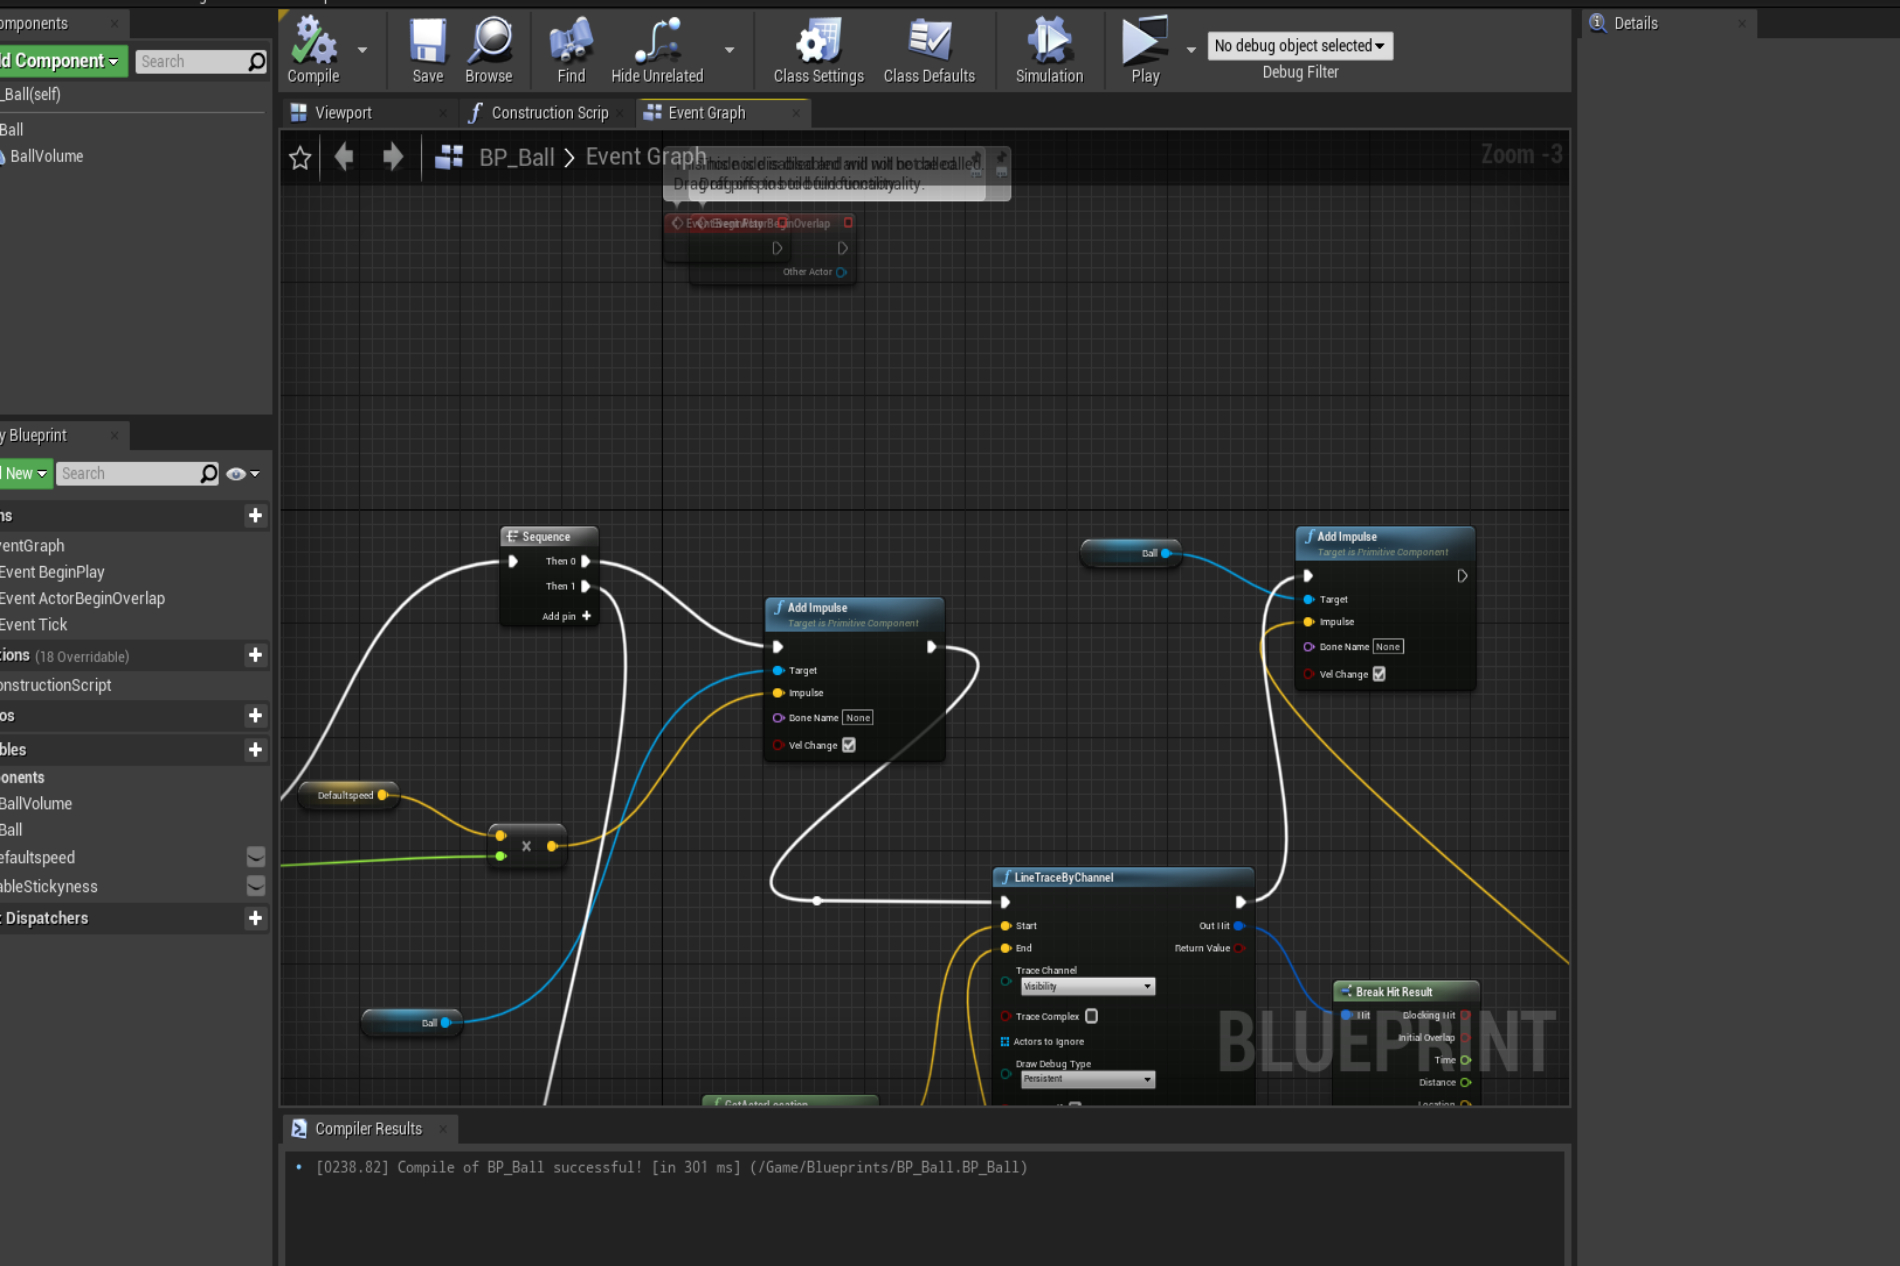 omponents
Details
d Component
Search
Compile
Save
Browse
Find
Hide Unrelated
Class Settings
Class Defaults
Simulation
Play
No debug object selected
Debug Filter
_Ball(self)
Ball
BallVolume
Viewport
Construction Scrip
Event Graph
BP_Ball > Event Graph
Zoom -3
Other Actor
y Blueprint
New
Search
ns
ventGraph
Event BeginPlay
Event ActorBeginOverlap
Event Tick
tions (18 Overridable)
onstructionScript
os
bles
onents
BallVolume
Ball
efaultspeed
ableStickyness
t Dispatchers
Sequence
Then 0
Then 1
Add pin +
Add Impulse
Target is Primitive Component
Target
Impulse
Bone Name None
Vel Change
Ball
Add Impulse
Target is Primitive Component
Target
Impulse
Bone Name None
Vel Change
Defaultspeed
x
Ball
LineTraceByChannel
Start
Out Hit
End
Return Value
Trace Channel
Visibility
Trace Complex
Actors to Ignore
Draw Debug Type
Persistent
Break Hit Result
Hit
Blocking Hit
Initial Overlap
Time
Distance
Location
BLUEPRINT
GetActorLocation
Compiler Results
[0238.82] Compile of BP_Ball successful! [in 301 ms] (/Game/Blueprints/BP_Ball.BP_Ball)